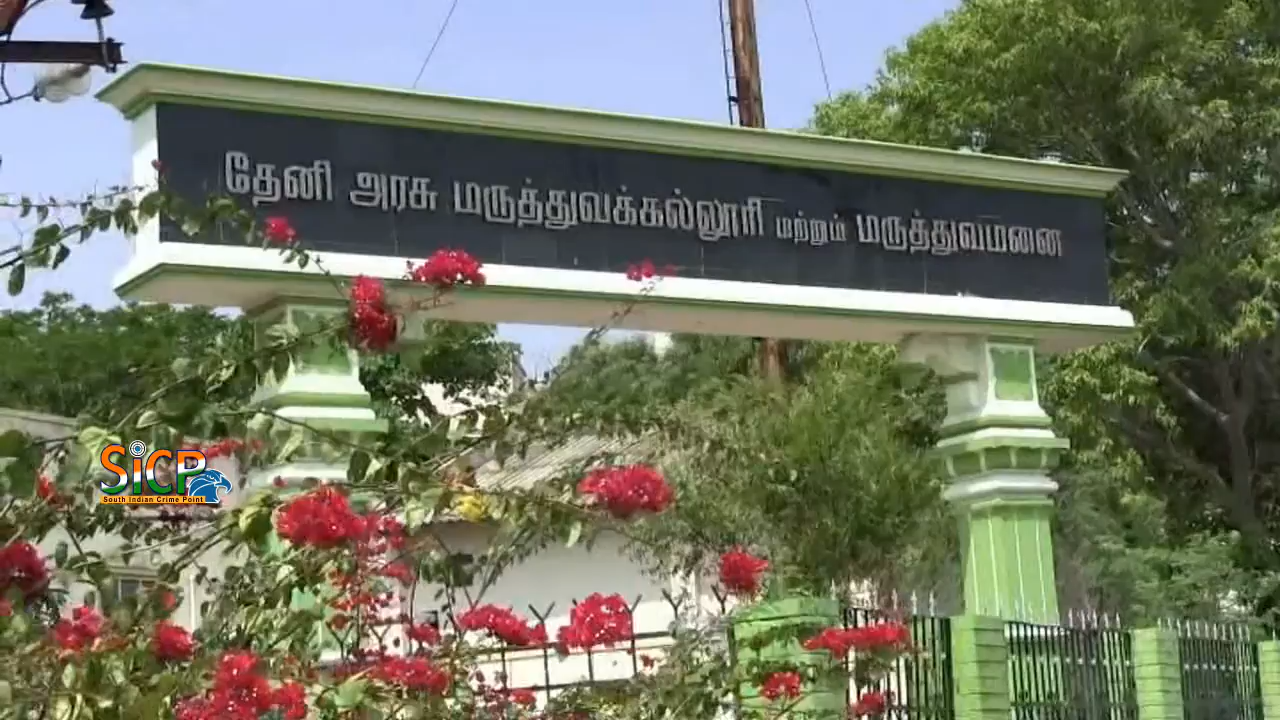 தேனி அரசு மருத்துவக்கல்லூரி மற்றும் மருத்துவமனை
SiCP
South Indian Crime Point